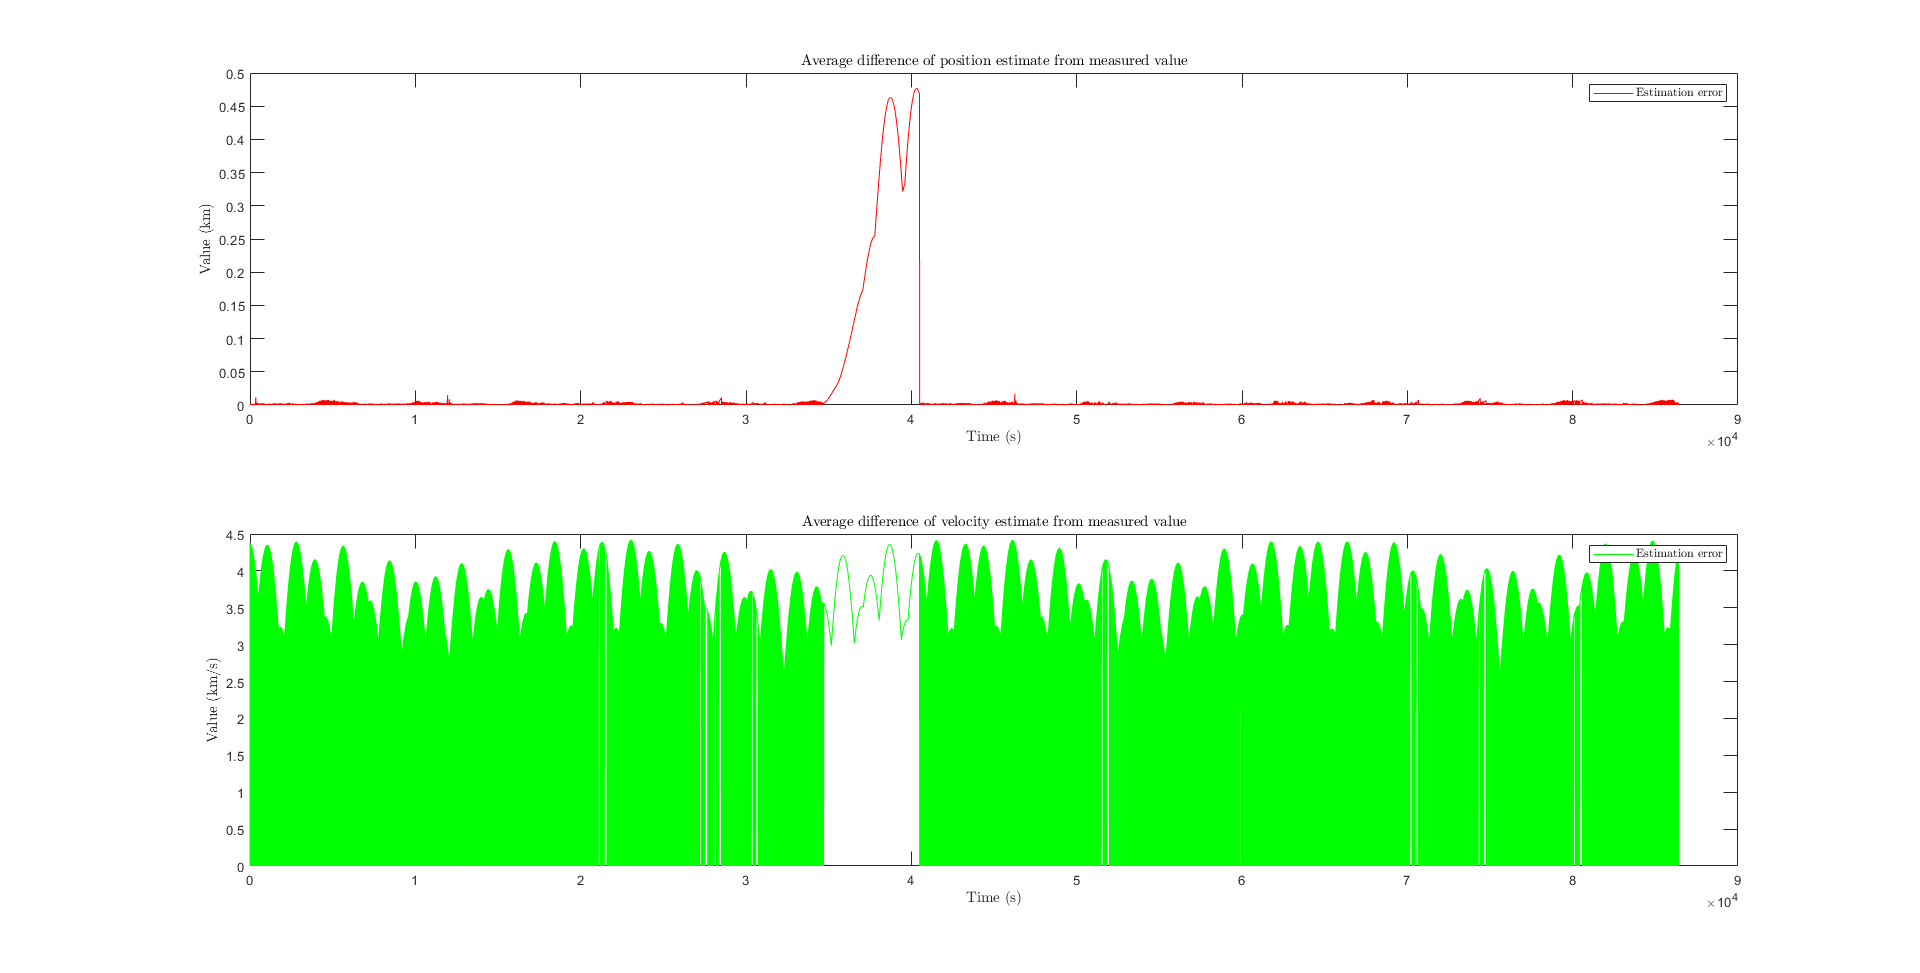 Average difference of position estimate from measured value
Estimation error
0.5
0.45
0.4
0.35
0.3
0.25
0.2
0.15
0.1
0.05
0
Value (km)
0 1 2 3 4 5 6 7 8 9
Time (s)
×10^4
Average difference of velocity estimate from measured value
Estimation error
4.5
4
3.5
3
2.5
2
1.5
1
0.5
0
Value (km/s)
0 1 2 3 4 5 6 7 8 9
Time (s)
×10^4